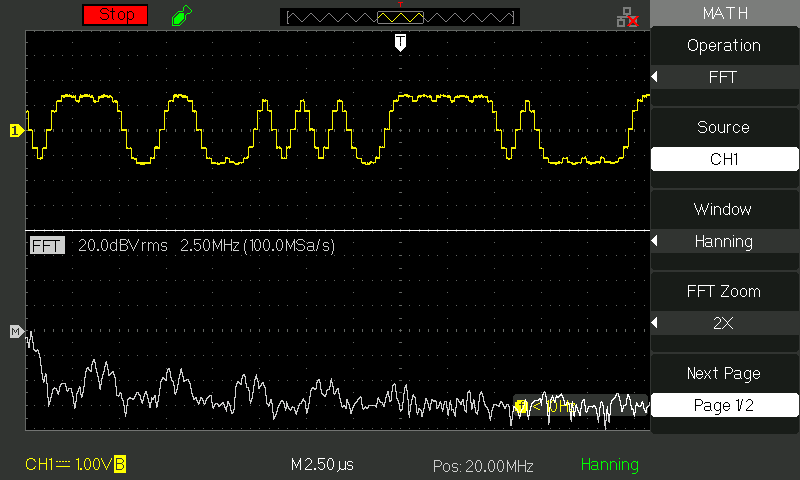 Stop
MATH
T
Operation
FFT
Source
CH1
Window
Hanning
FFT Zoom
2X
Next Page
Page 1/2
1
FFT 20.0dBVrms 2.50MHz (100.0MSa/s)
M
f <10Hz
CH1 1.00V B
M 2.50µs
Pos: 20.00MHz
Hanning